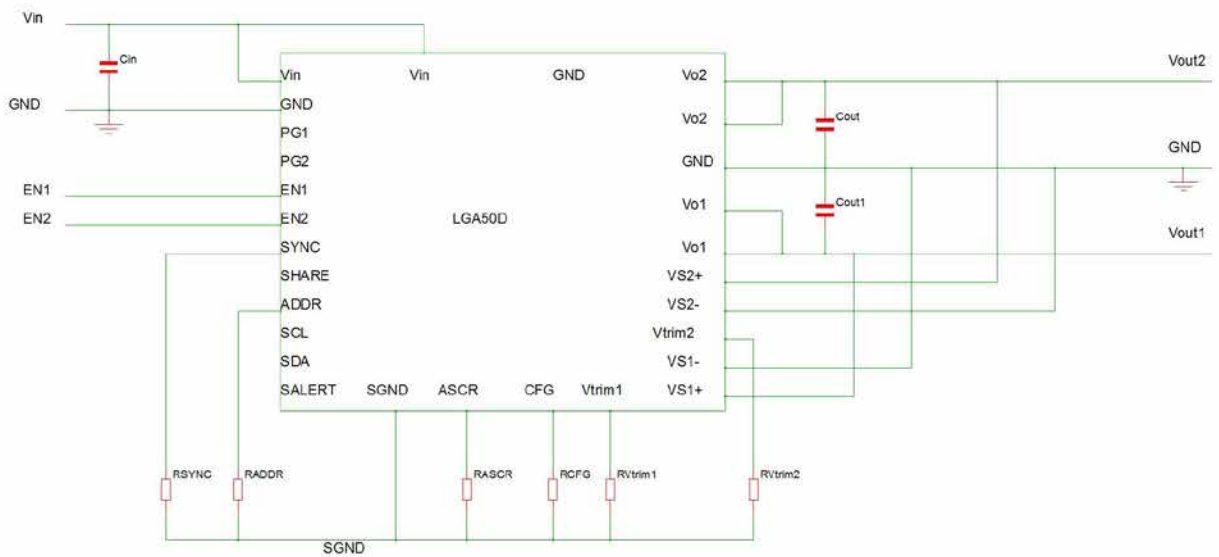 Vin
Cin
Vin
Vin
GND
Vo2
Vout2
GND
GND
Vo2
Cout
PG1
PG2
GND
GND
EN1
EN1
EN2
EN2
LGA50D
Vo1
Cout1
SYNC
Vo1
Vout1
SHARE
VS2+
ADDR
VS2-
SCL
Vtrim2
SDA
VS1-
SALERT
SGND
ASCR
CFG
Vtrim1
VS1+
RSYNC
RADDR
RASCR
RCFG
RVtrim1
RVtrim2
SGND